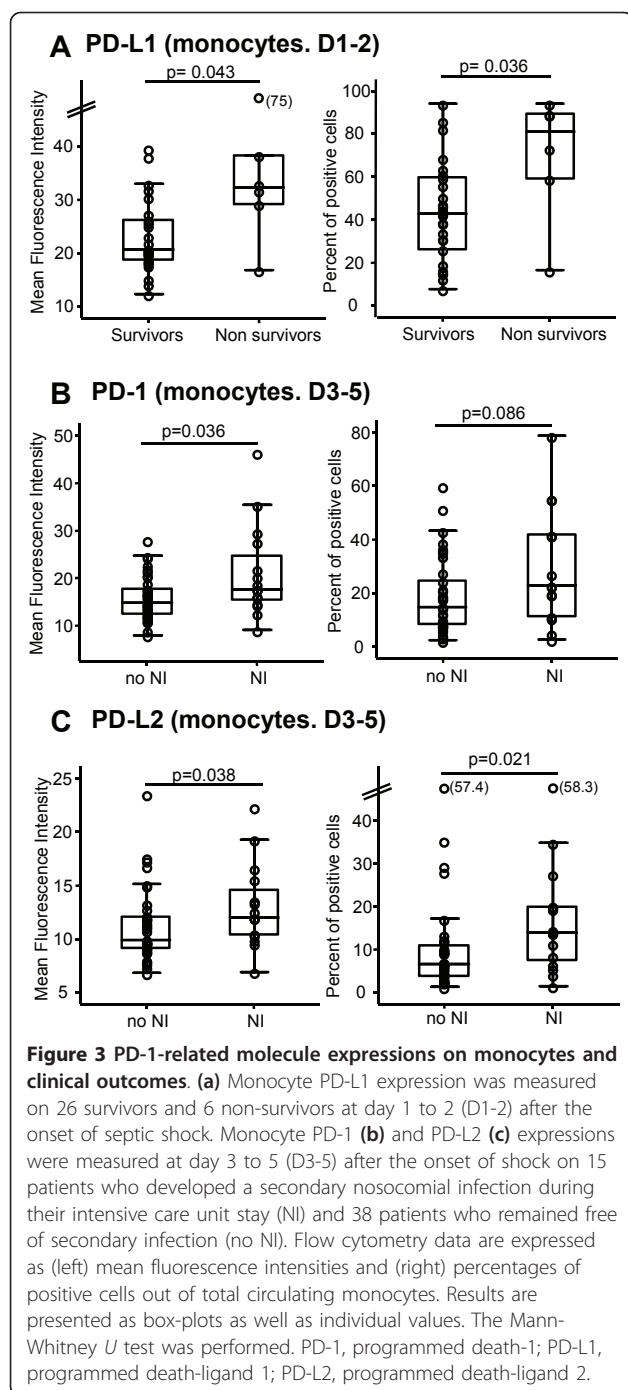 A PD-L1 (monocytes. D1-2)
p= 0.043
(75)
Mean Fluorescence Intensity
40
30
20
10
Survivors
Non survivors
p= 0.036
Percent of positive cells
100
80
60
40
20
0
Survivors
Non survivors
B PD-1 (monocytes. D3-5)
p=0.036
Mean Fluorescence Intensity
50
40
30
20
10
no NI
NI
p=0.086
Percent of positive cells
80
60
40
20
0
no NI
NI
C PD-L2 (monocytes. D3-5)
p=0.038
Mean Fluorescence Intensity
25
20
15
10
5
no NI
NI
p=0.021
(57.4)
(58.3)
Percent of positive cells
40
30
20
10
0
no NI
NI
Figure 3 PD-1-related molecule expressions on monocytes and
clinical outcomes. (a) Monocyte PD-L1 expression was measured
on 26 survivors and 6 non-survivors at day 1 to 2 (D1-2) after the
onset of septic shock. Monocyte PD-1 (b) and PD-L2 (c) expressions
were measured at day 3 to 5 (D3-5) after the onset of shock on 15
patients who developed a secondary nosocomial infection during
their intensive care unit stay (NI) and 38 patients who remained free
of secondary infection (no NI). Flow cytometry data are expressed
as (left) mean fluorescence intensities and (right) percentages of
positive cells out of total circulating monocytes. Results are
presented as box-plots as well as individual values. The Mann-
Whitney U test was performed. PD-1, programmed death-1; PD-L1,
programmed death-ligand 1; PD-L2, programmed death-ligand 2.